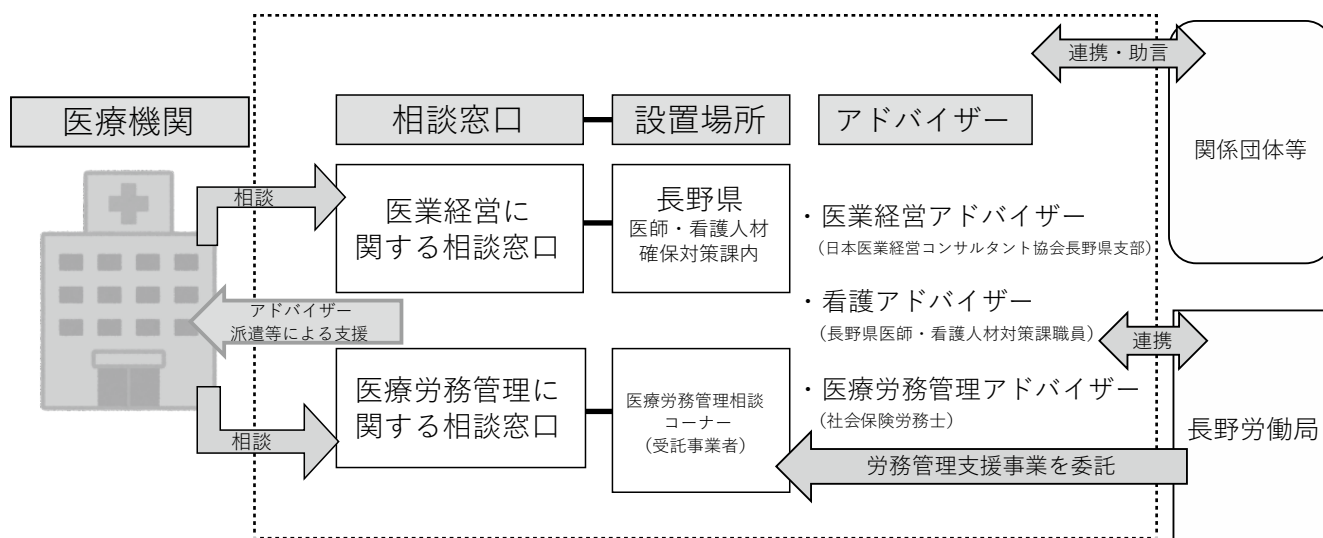 連携・助言
医療機関
相談窓口
設置場所
アドバイザー
関係団体等
相談
医業経営に
関する相談窓口
長野県
医師・看護人材
確保対策課内
・医業経営アドバイザー
(日本医業経営コンサルタント協会長野県支部)
アドバイザー
派遣等による支援
・看護アドバイザー
(長野県医師・看護人材対策課職員)
連携
相談
医療労務管理に
関する相談窓口
医療労務管理相談
コーナー
(受託事業者)
・医療労務管理アドバイザー
(社会保険労務士)
長野労働局
労務管理支援事業を委託